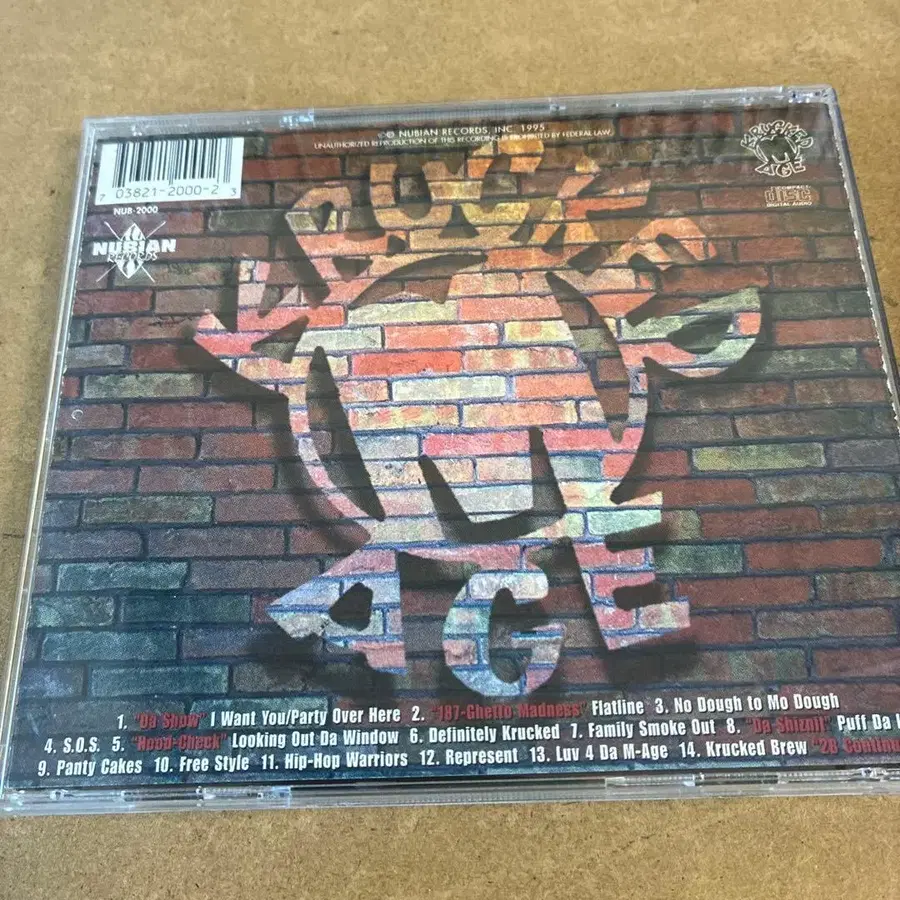 ℗© NUBIAN RECORDS, INC. 1995
UNAUTHORIZED REPRODUCTION OF THIS RECORDING IS PROHIBITED BY FEDERAL LAW
7 03821-2000-2 3
NUB-2000
NUBIAN
RECORDS
KRUCKED
AGE
COMPACT
disc
DIGITAL AUDIO
KRUCKED
AGE
1. "Da Show" I Want You/Party Over Here 2. "187-Ghetto Madness" Flatline 3. No Dough to Mo Dough
4. S.O.S. 5. "Hood-Check" Looking Out Da Window 6. Definitely Krucked 7. Family Smoke Out 8. "Da Shiznit" Puff Da
9. Panty Cakes 10. Free Style 11. Hip-Hop Warriors 12. Represent 13. Luv 4 Da M-Age 14. Krucked Brew "2B Continu